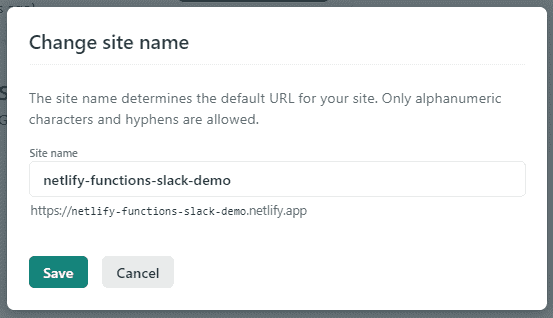 Change site name
The site name determines the default URL for your site. Only alphanumeric
characters and hyphens are allowed.
Site name
netlify-functions-slack-demo
https://netlify-functions-slack-demo.netlify.app
Save
Cancel